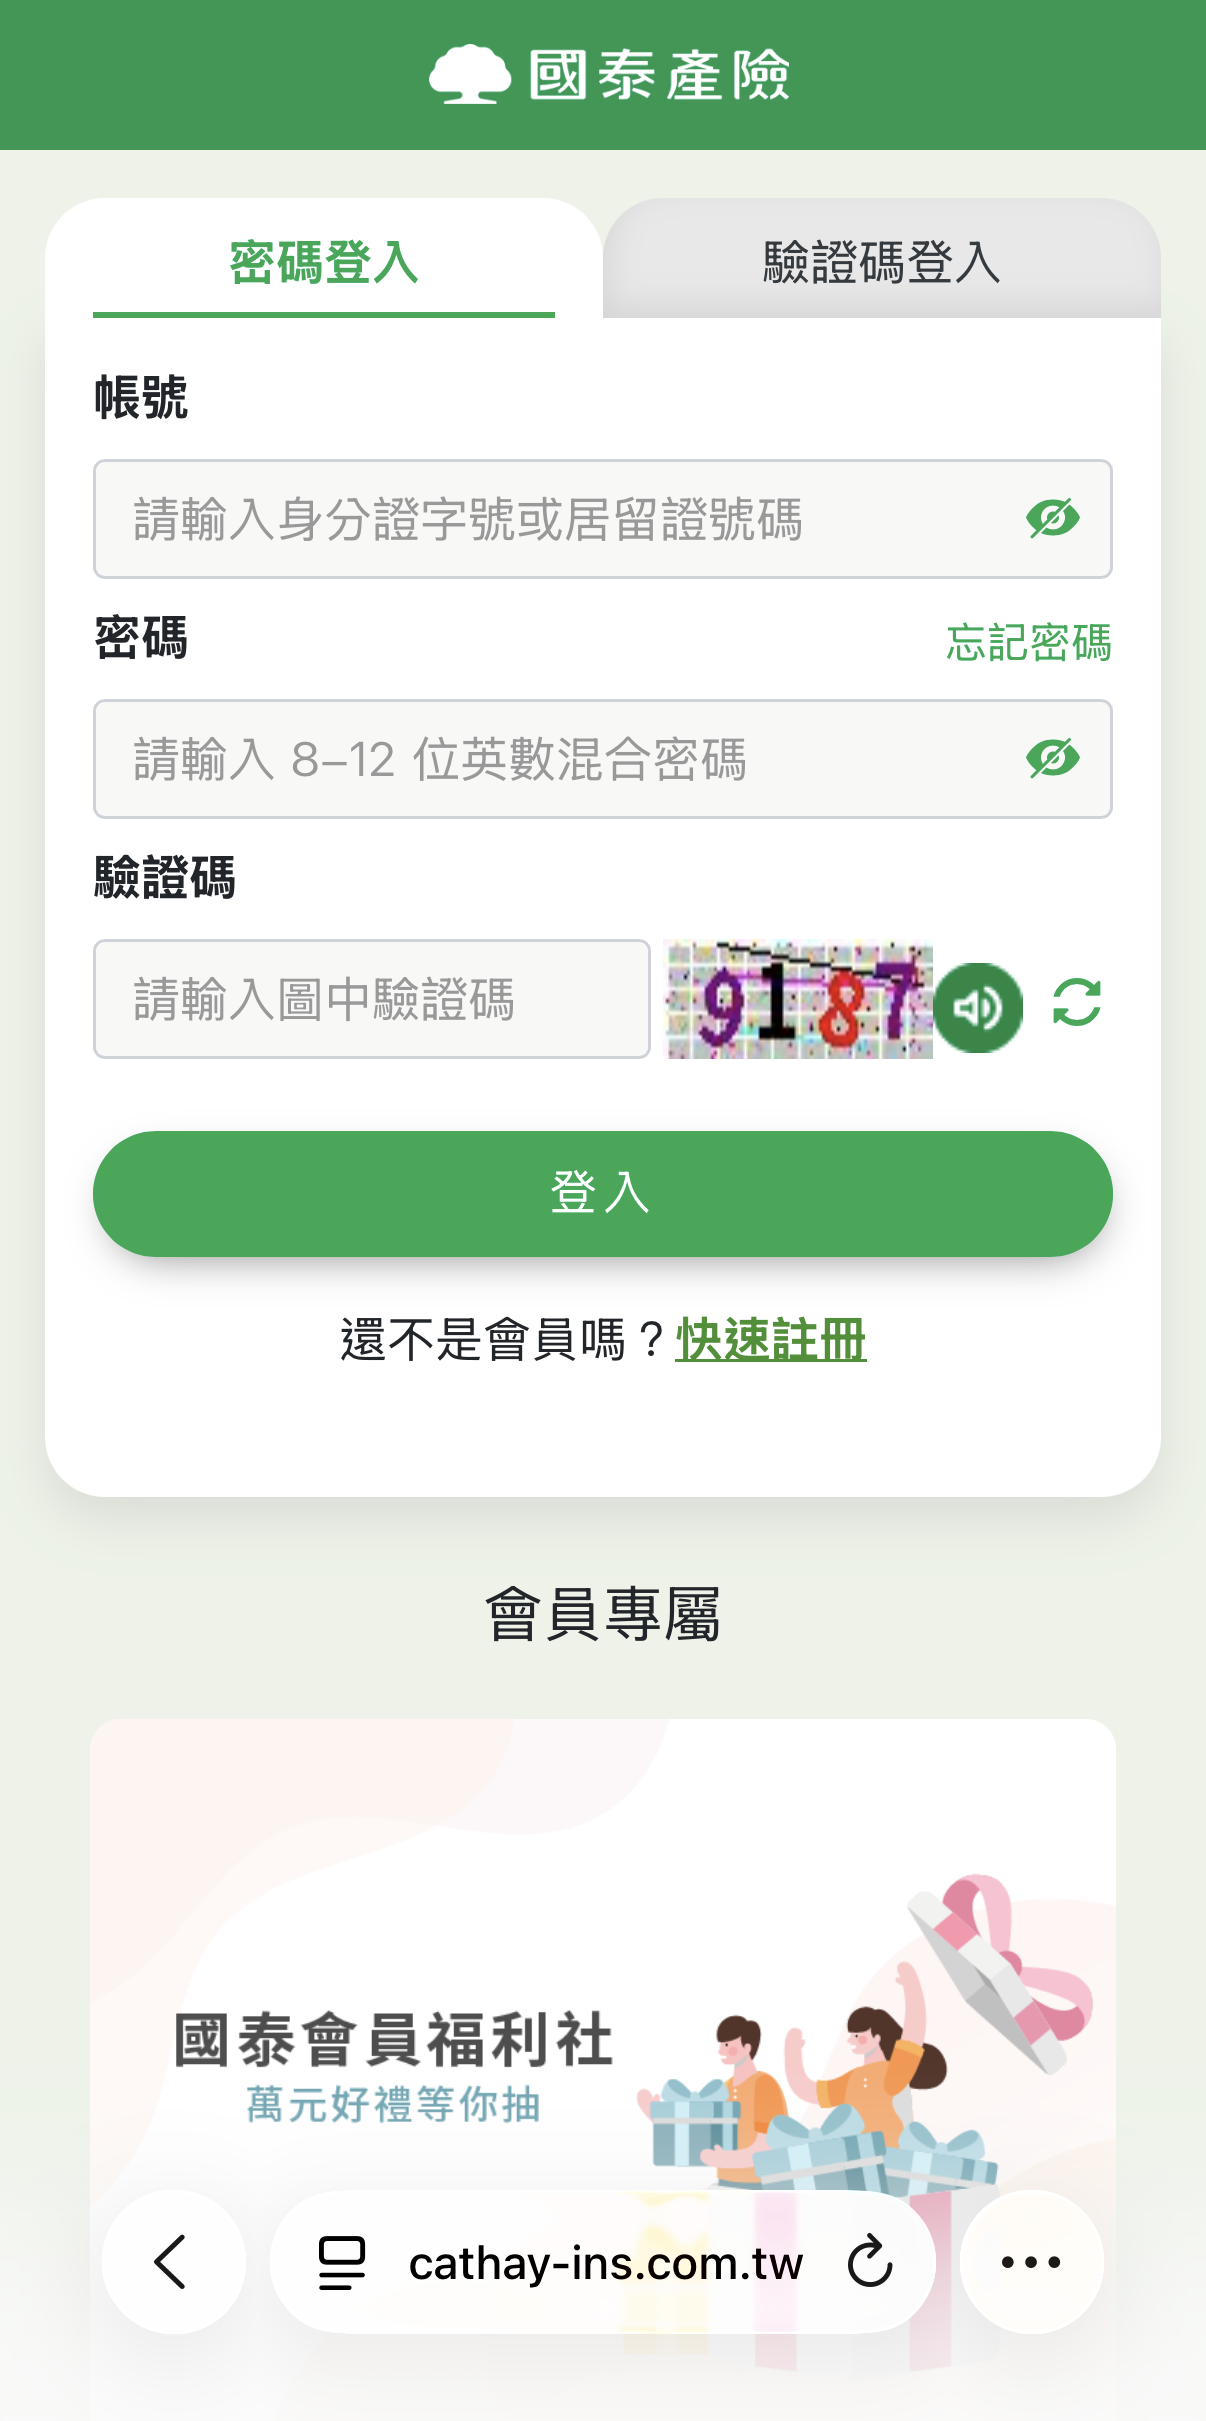 國泰產險
密碼登入
驗證碼登入
帳號
請輸入身分證字號或居留證號碼
密碼
忘記密碼
請輸入 8–12 位英數混合密碼
驗證碼
請輸入圖中驗證碼
9187
登入
還不是會員嗎？快速註冊
會員專屬
國泰會員福利社
萬元好禮等你抽
cathay-ins.com.tw